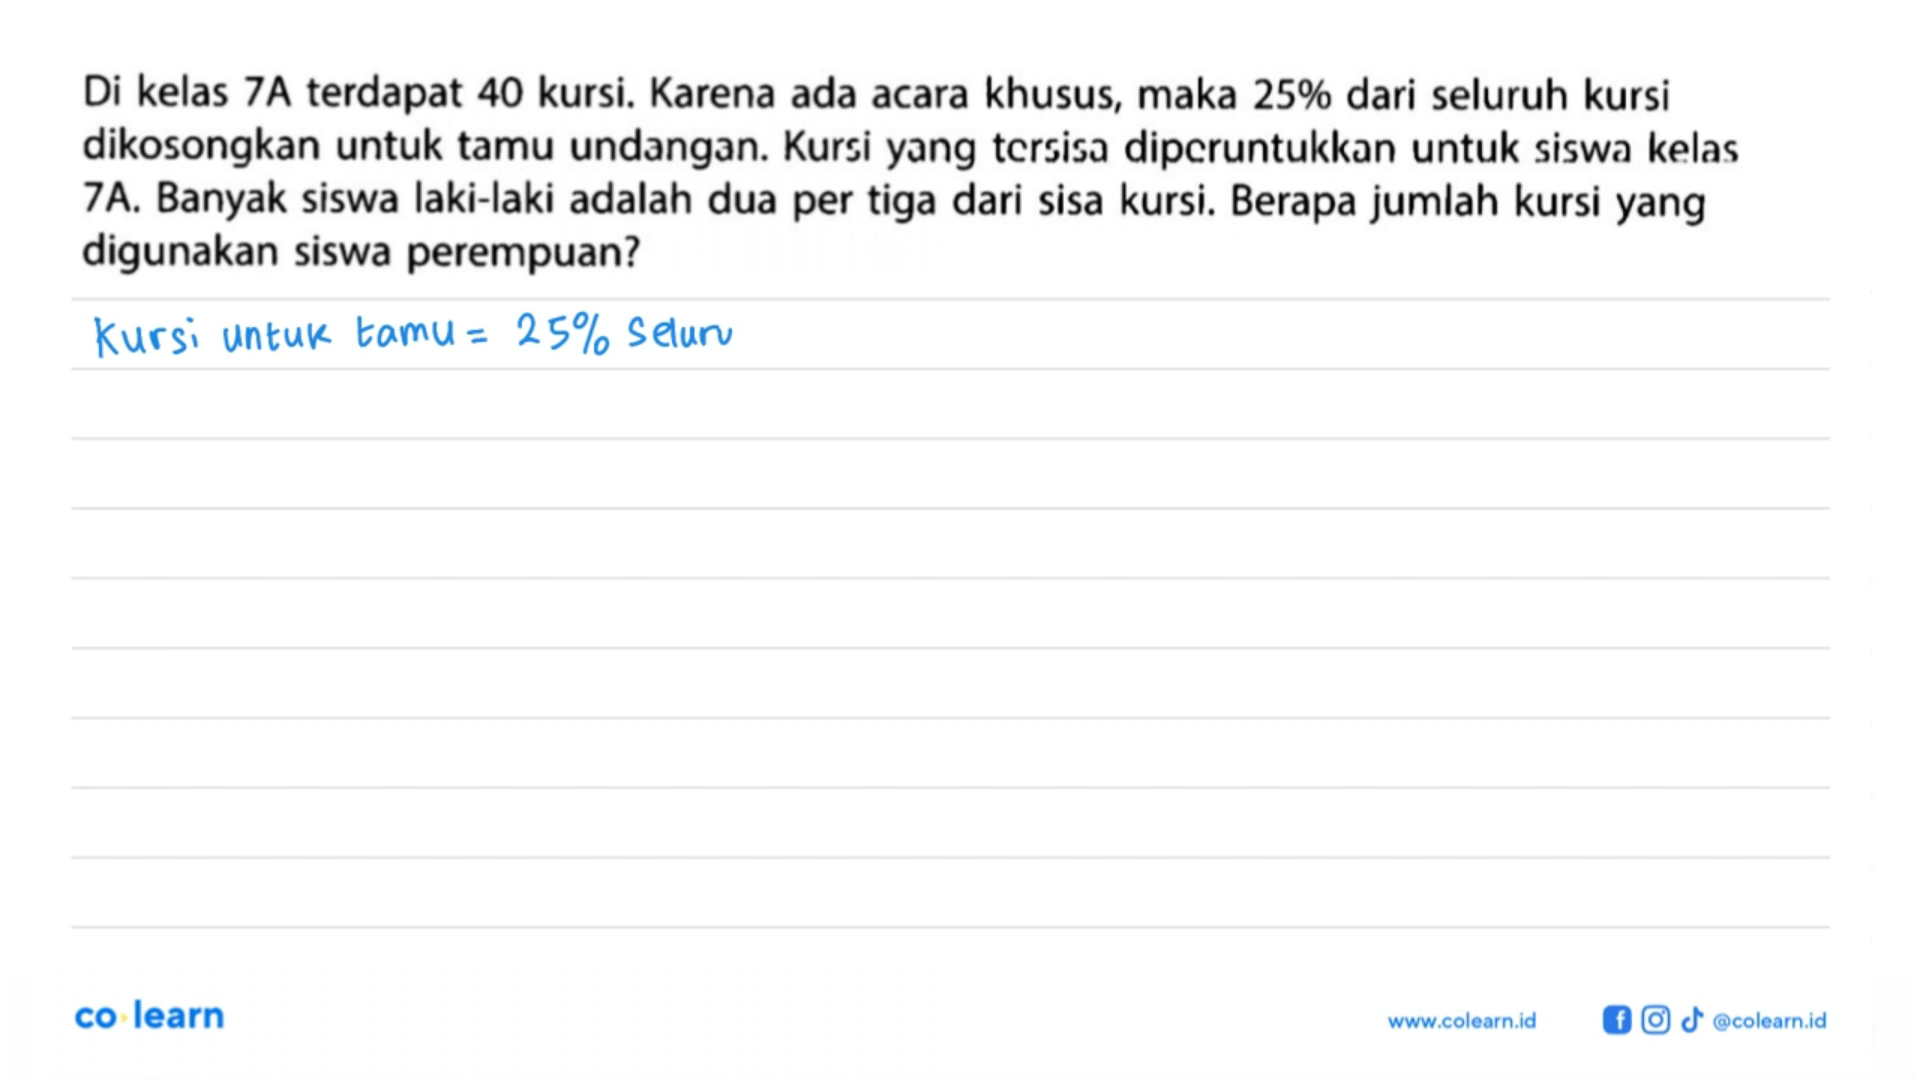 Di kelas 7A terdapat 40 kursi. Karena ada acara khusus, maka 25% dari seluruh kursi
dikosongkan untuk tamu undangan. Kursi yang tersisa diperuntukkan untuk siswa kelas
7A. Banyak siswa laki-laki adalah dua per tiga dari sisa kursi. Berapa jumlah kursi yang
digunakan siswa perempuan?
Kursi untuk tamu = 25% seluru
co learn
www.colearn.id
@colearn.id